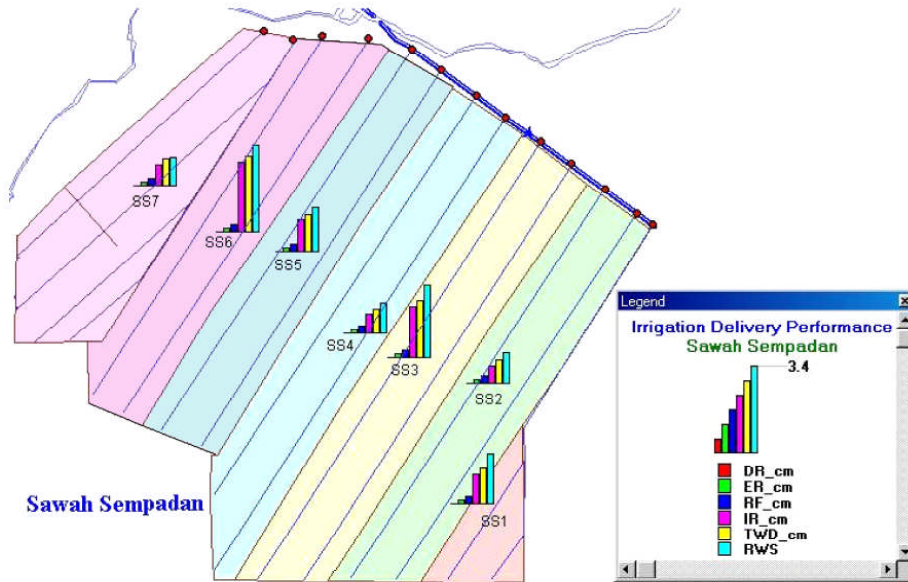 SS7
SS6
SS5
SS4
SS3
SS2
SS1
Sawah Sempadan
Legend
Irrigation Delivery Performance
Sawah Sempadan
3.4
DR_cm
ER_cm
RF_cm
IR_cm
TWD_cm
RWS